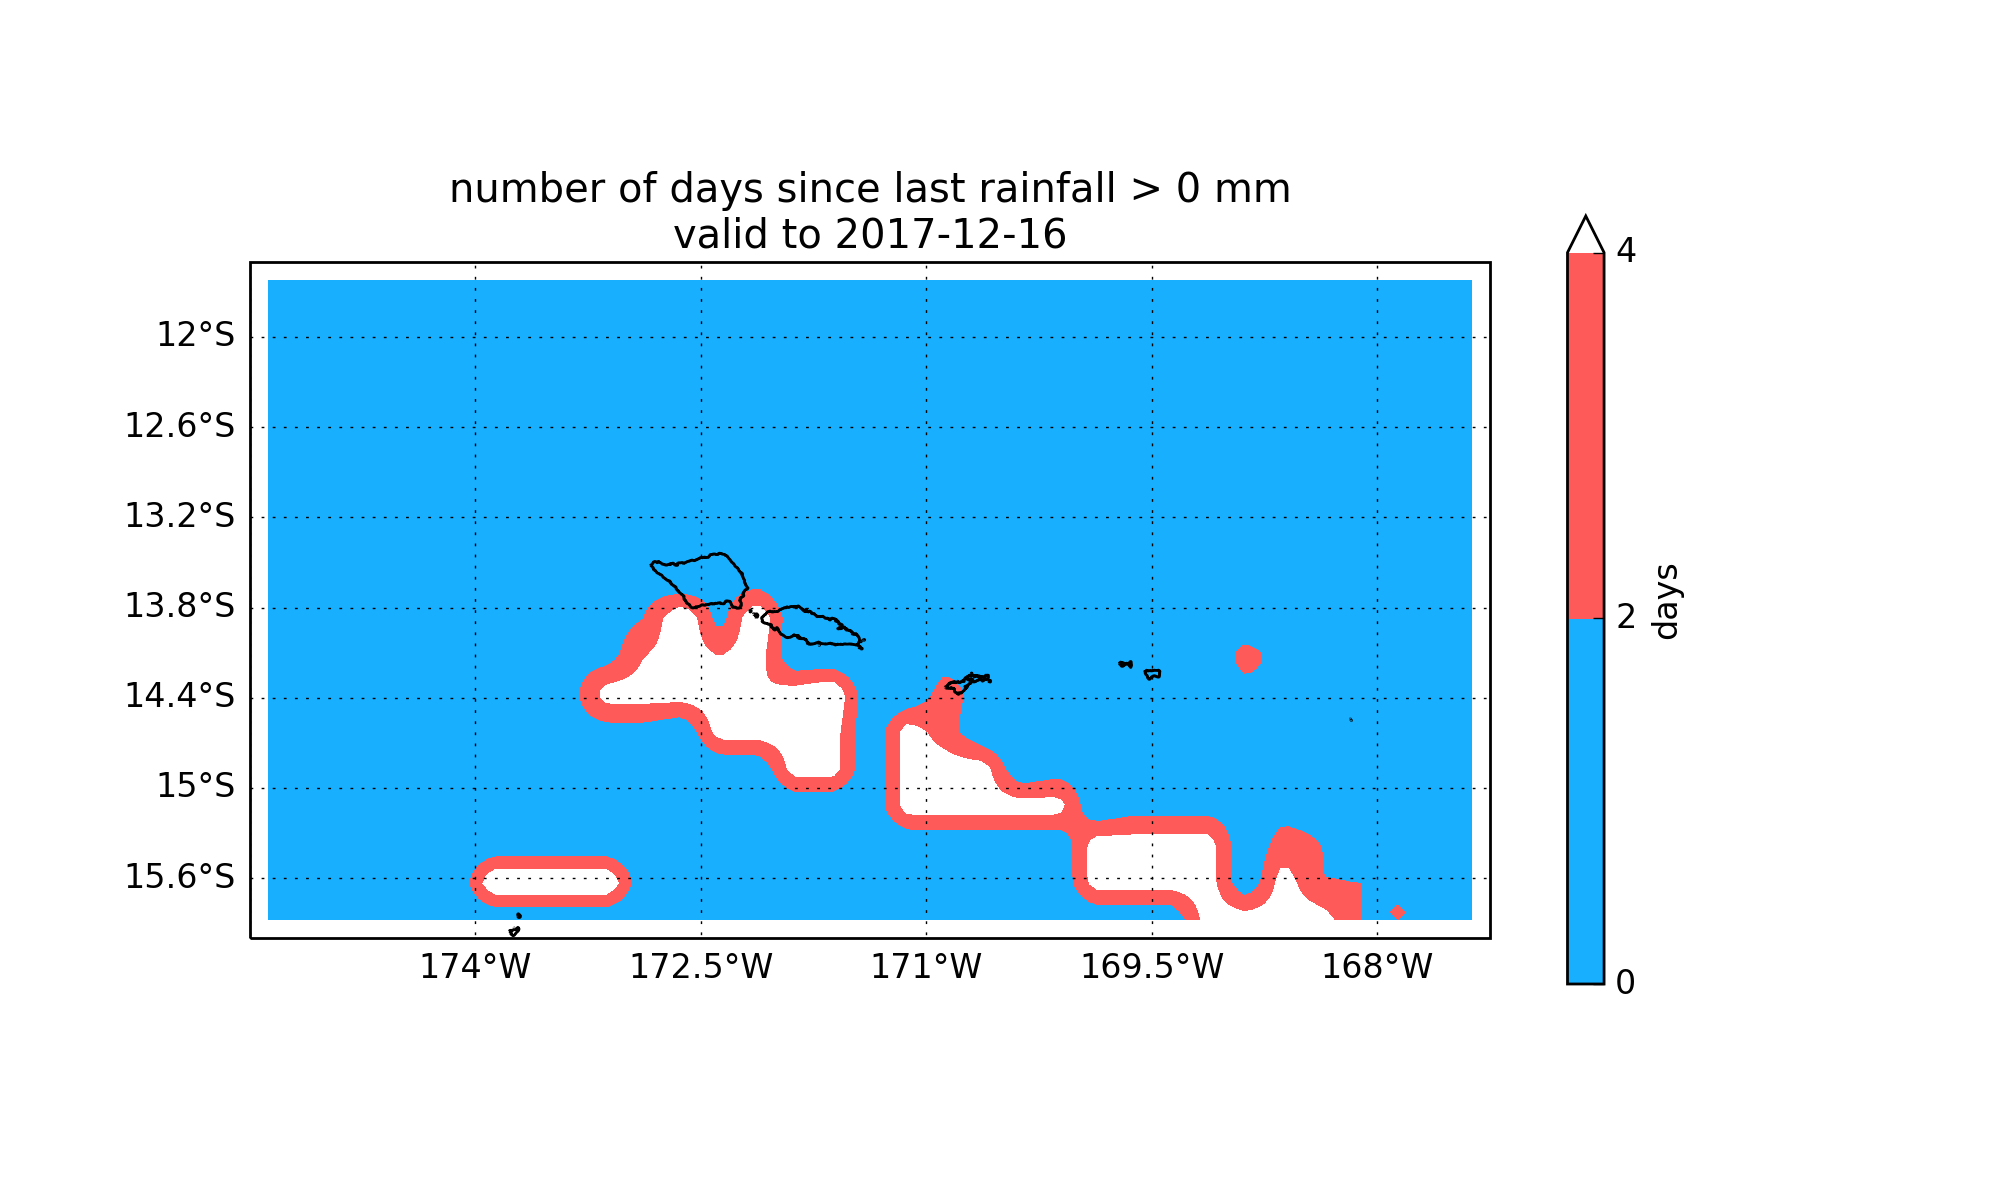 number of days since last rainfall > 0 mm
valid to 2017-12-16
12°S
12.6°S
13.2°S
13.8°S
14.4°S
15°S
15.6°S
174°W 172.5°W 171°W 169.5°W 168°W
4
2
0
days